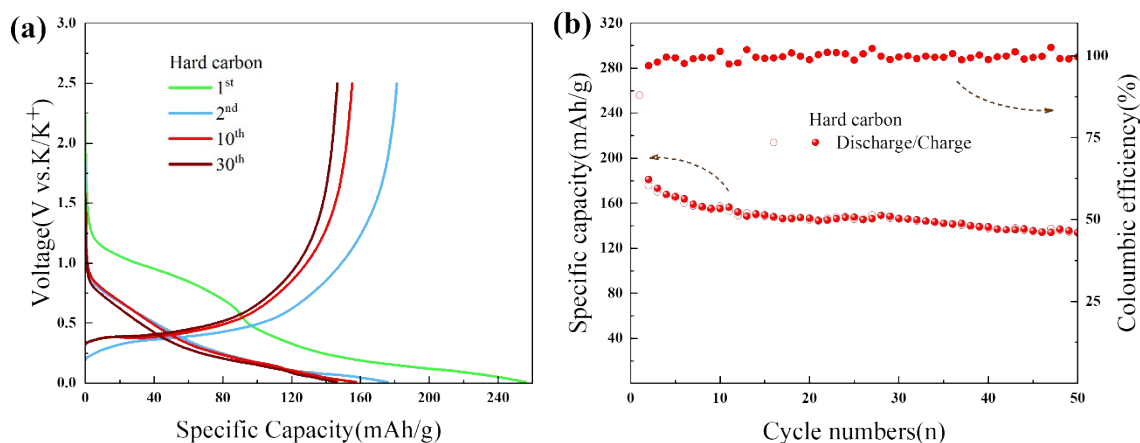 (a)
3.0
2.5
2.0
1.5
1.0
0.5
0.0
Voltage(V vs.K/K+)
Hard carbon
1st
2nd
10th
30th
0 40 80 120 160 200 240
Specific Capacity(mAh/g)
(b)
320
280
240
200
160
120
80
40
Specific capacity(mAh/g)
Hard carbon
Discharge/Charge
100
75
50
25
Coloumbic efficiency(%)
0 10 20 30 40 50
Cycle numbers(n)